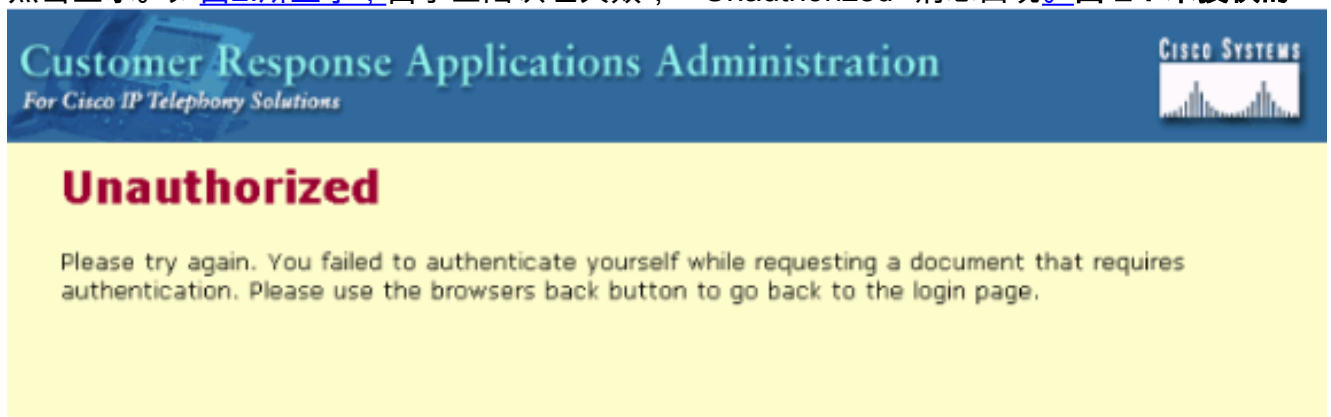 Customer Response Applications Administration
For Cisco IP Telephony Solutions
CISCO SYSTEMS
Unauthorized
Please try again. You failed to authenticate yourself while requesting a document that requires
authentication. Please use the browsers back button to go back to the login page.